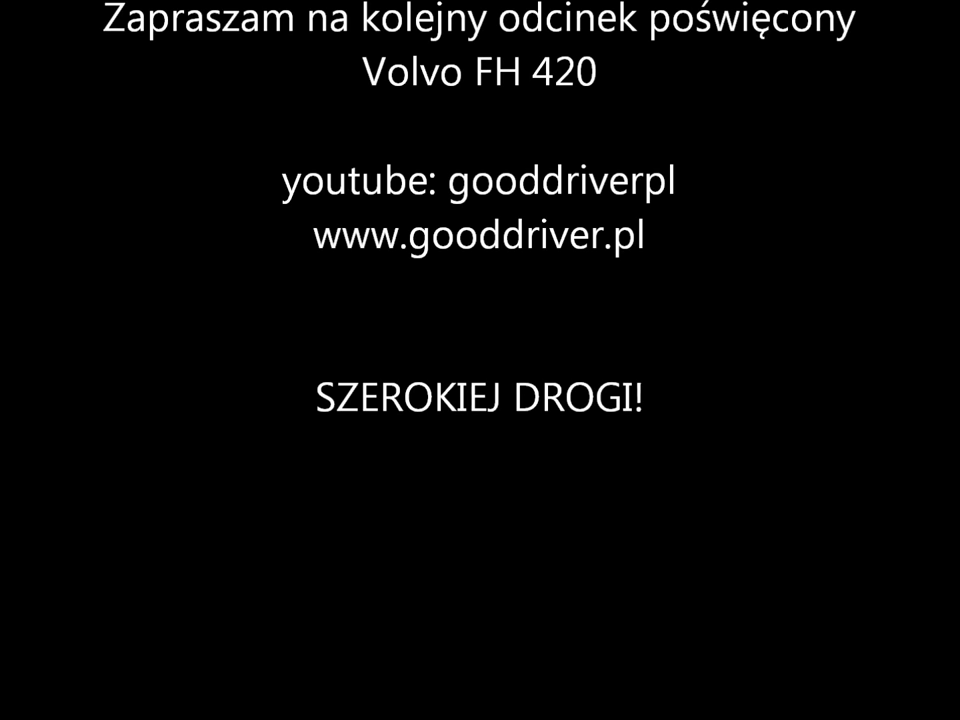 Zapraszam na kolejny odcinek poświęcony
Volvo FH 420
youtube: gooddriverpl
www.gooddriver.pl
SZEROKIEJ DROGI!